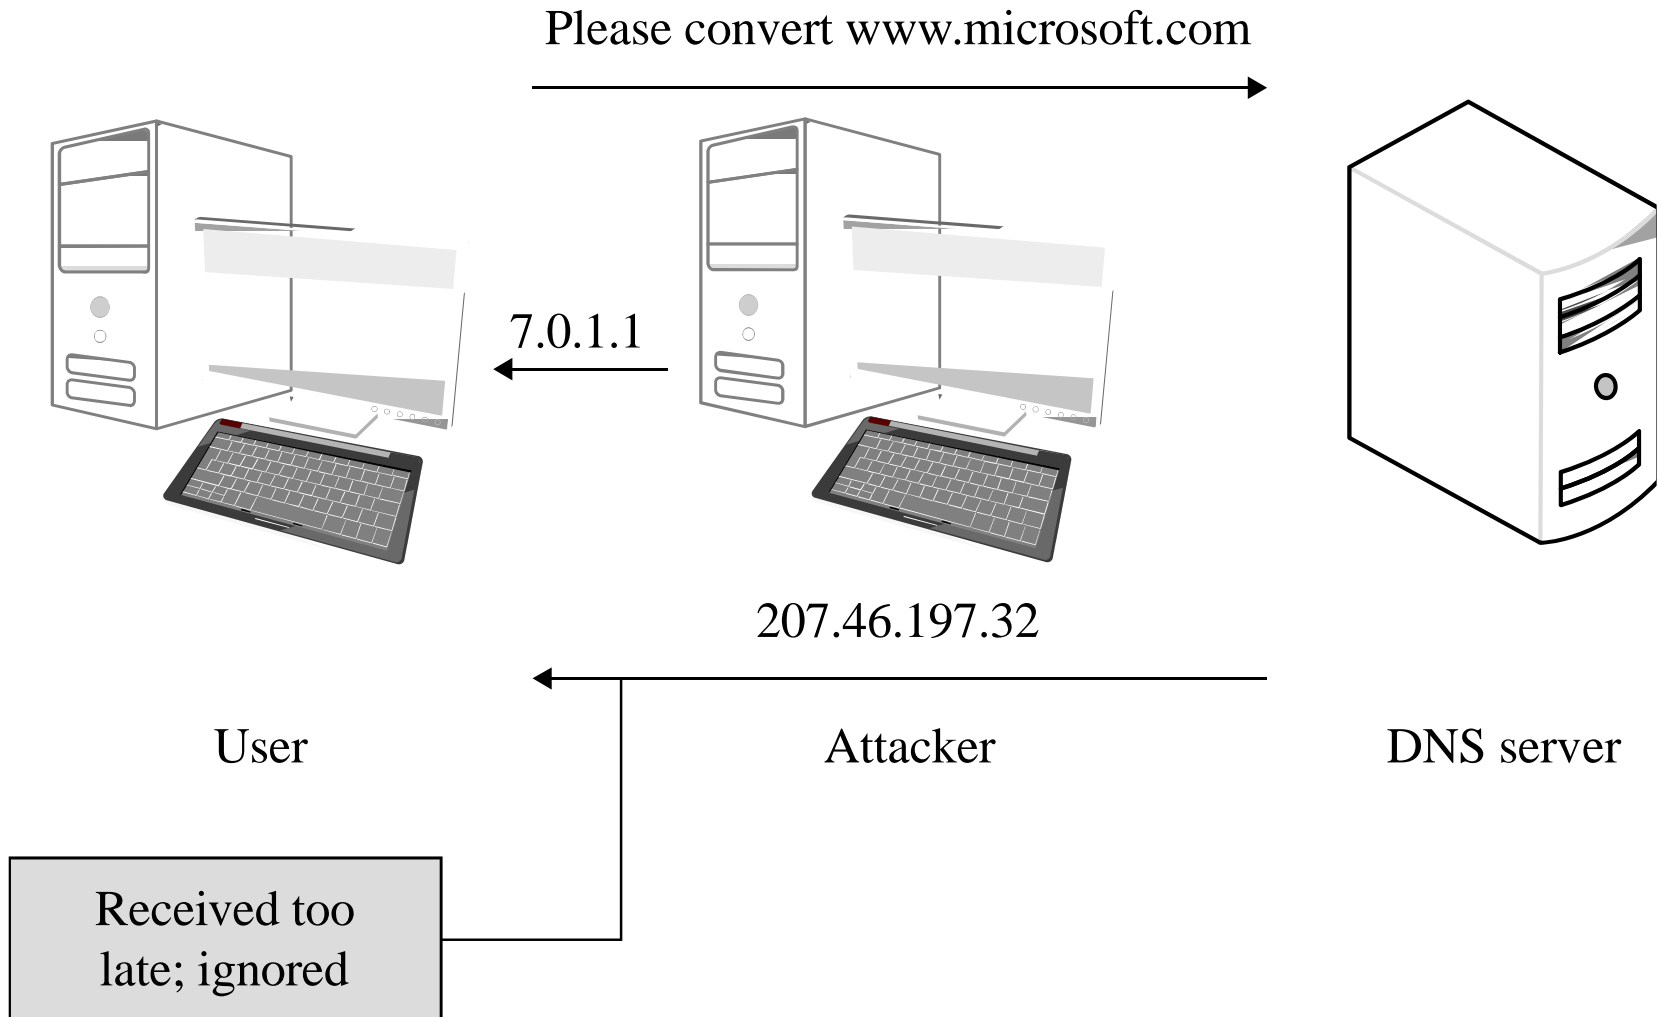 Please convert www.microsoft.com
7.0.1.1
207.46.197.32
User
Attacker
DNS server
Received too
late; ignored